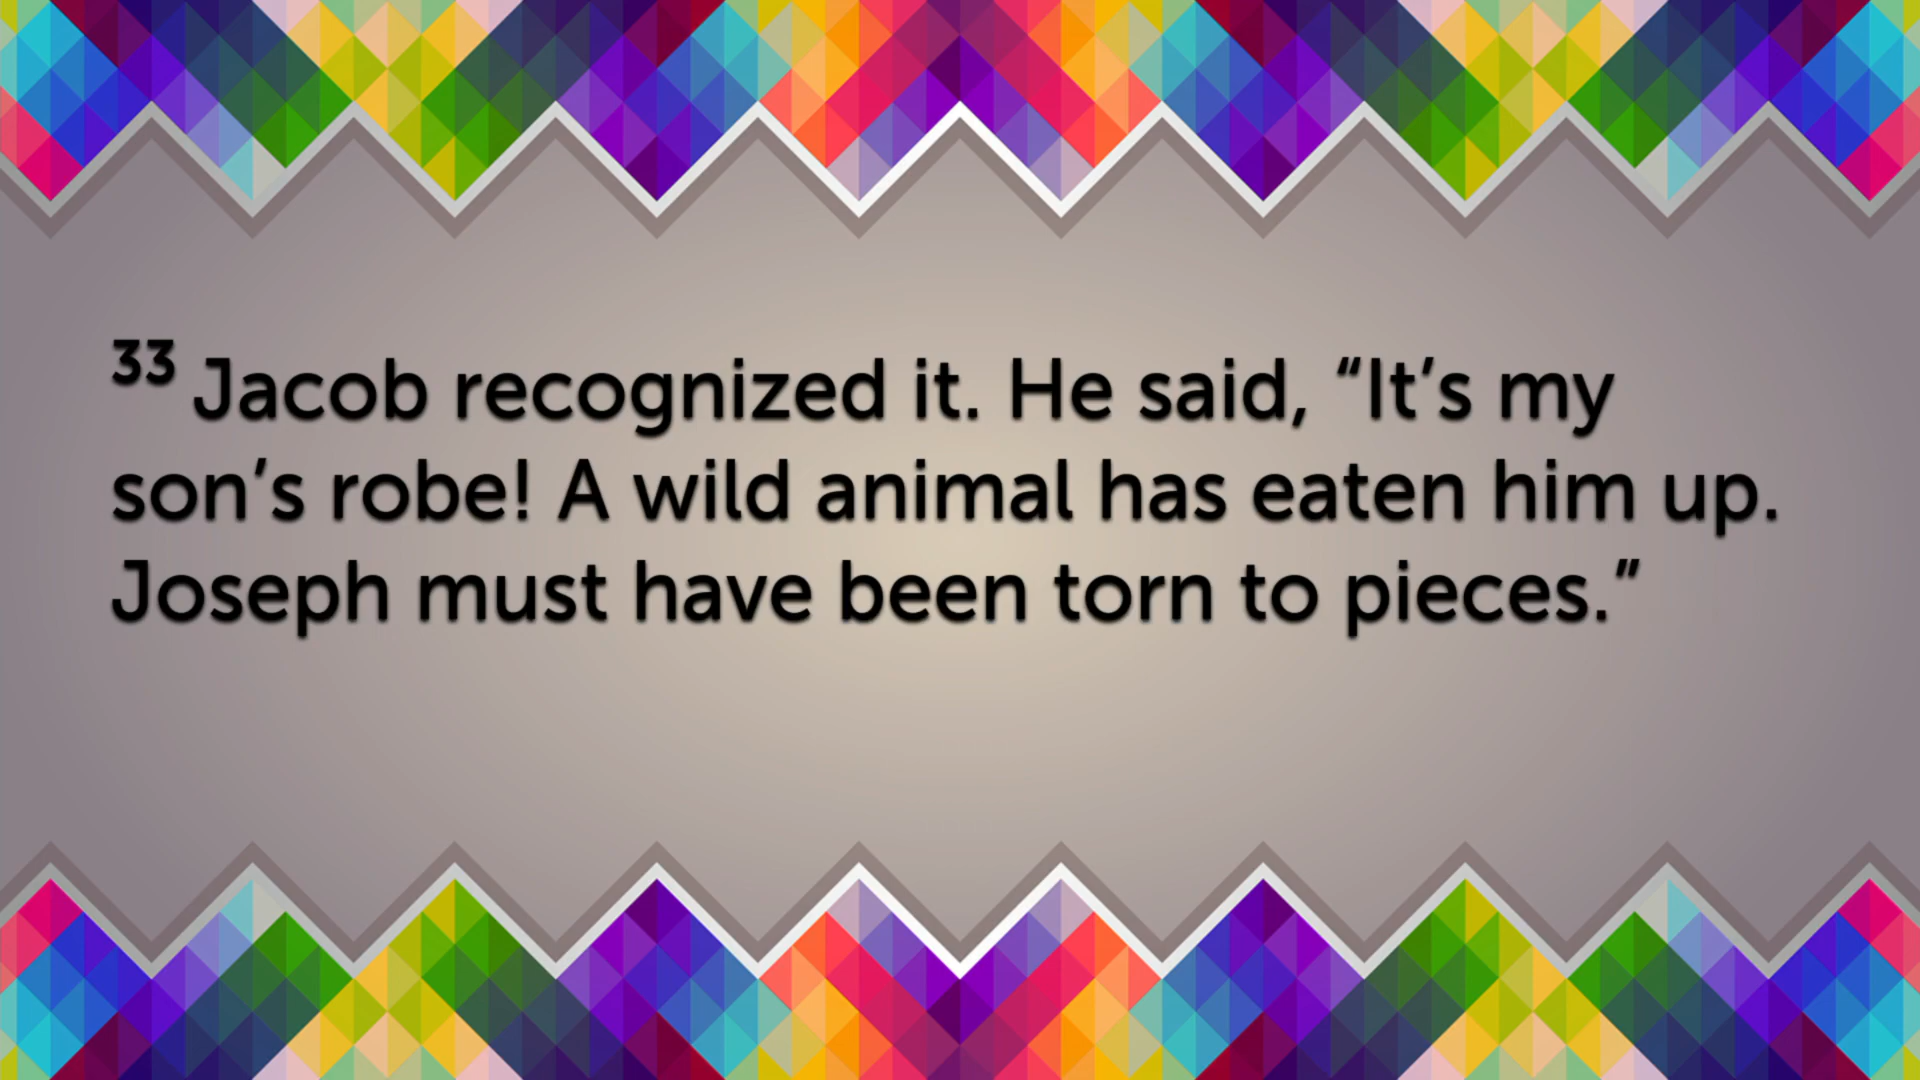 33 Jacob recognized it. He said, “It’s my
son’s robe! A wild animal has eaten him up.
Joseph must have been torn to pieces.”